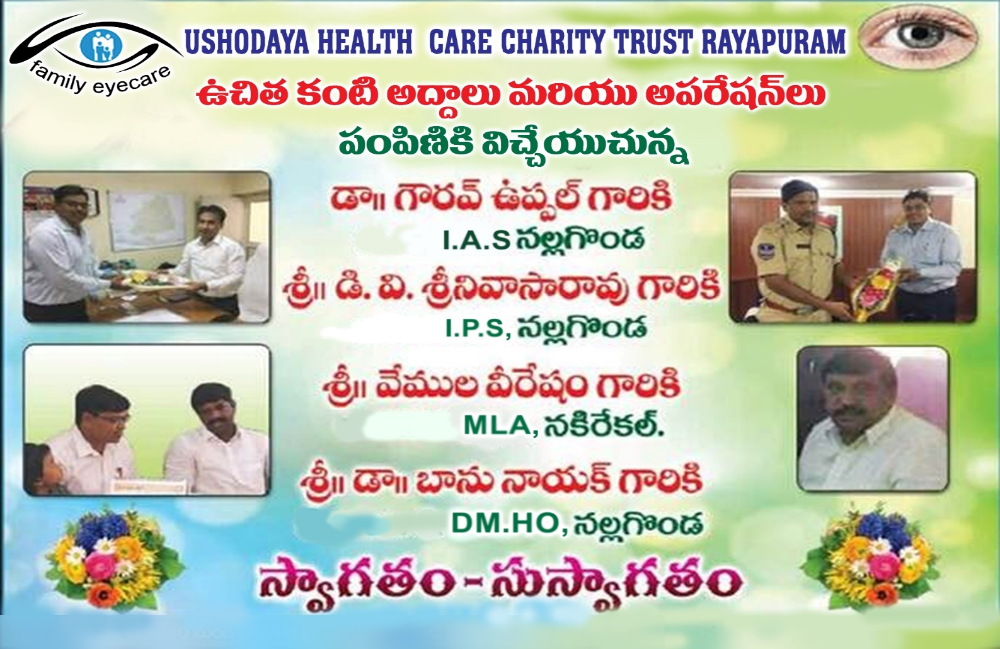 family eyecare
USHODAYA HEALTH CARE CHARITY TRUST RAYAPURAM
ఉచిత కంటి అద్దాలు మరియు అపరేషన్‌లు
పంపిణికి విచ్చేయుచున్న
డా॥ గౌరవ్ ఉప్పల్ గారికి
I.A.S నల్లగొండ
శ్రీ॥ డి. వి. శ్రీనివాసారావు గారికి
I.P.S, నల్లగొండ
శ్రీ॥ వేముల వీరేషం గారికి
MLA, నకిరేకల్.
శ్రీ॥ డా॥ బాను నాయక్ గారికి
DM.HO, నల్లగొండ
స్వాగతం - సుస్వాగతం